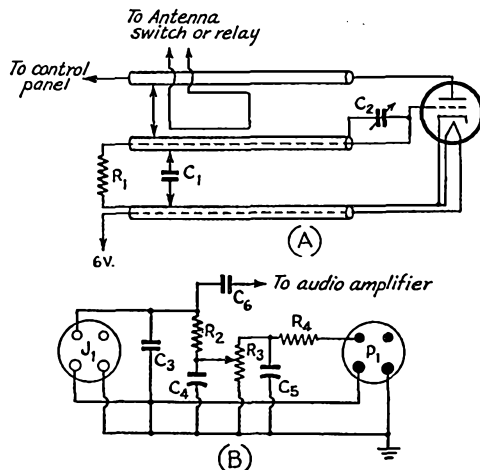 To Antenna
switch or relay
To control
panel
C2
R1
C1
6V.
(A)
C6
To audio amplifier
R2
R4
J1
C3
R3
P1
C4
C5
(B)